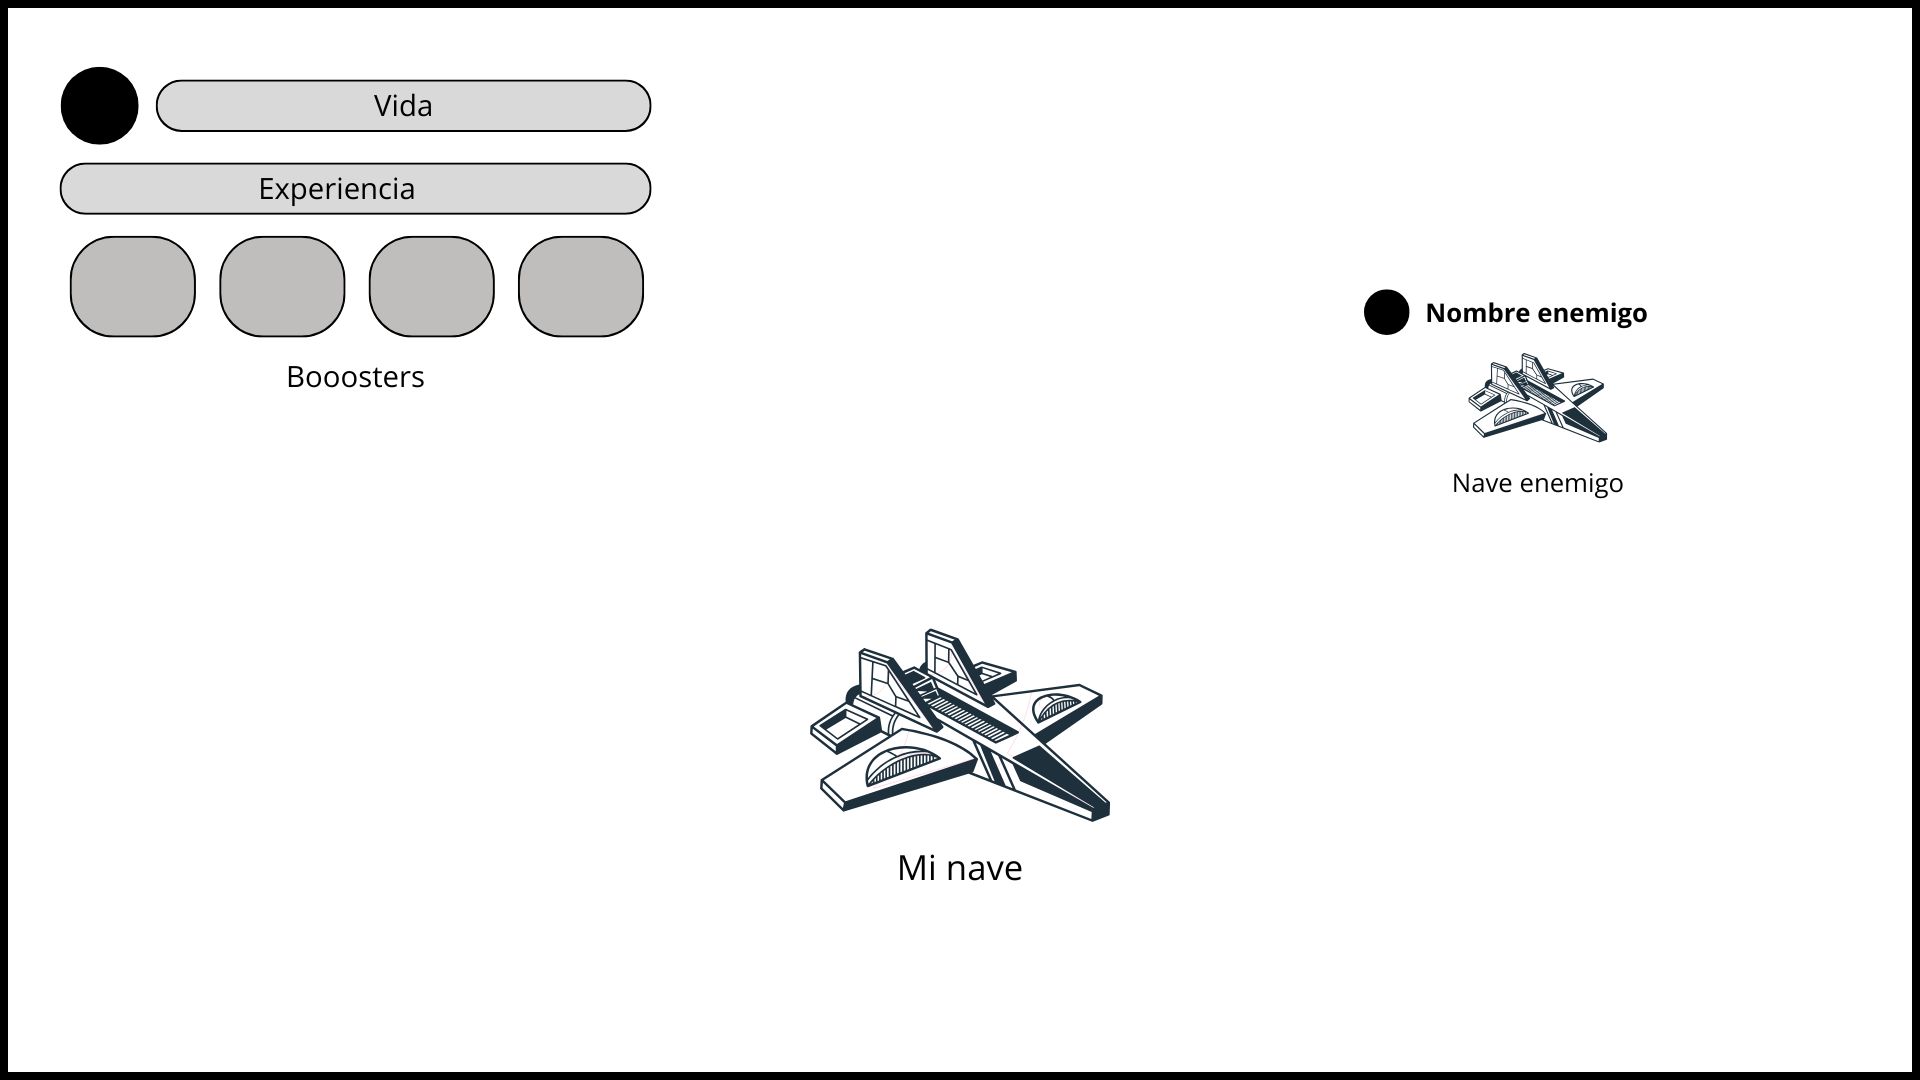 Vida
Experiencia
Booosters
Nombre enemigo
Nave enemigo
Mi nave